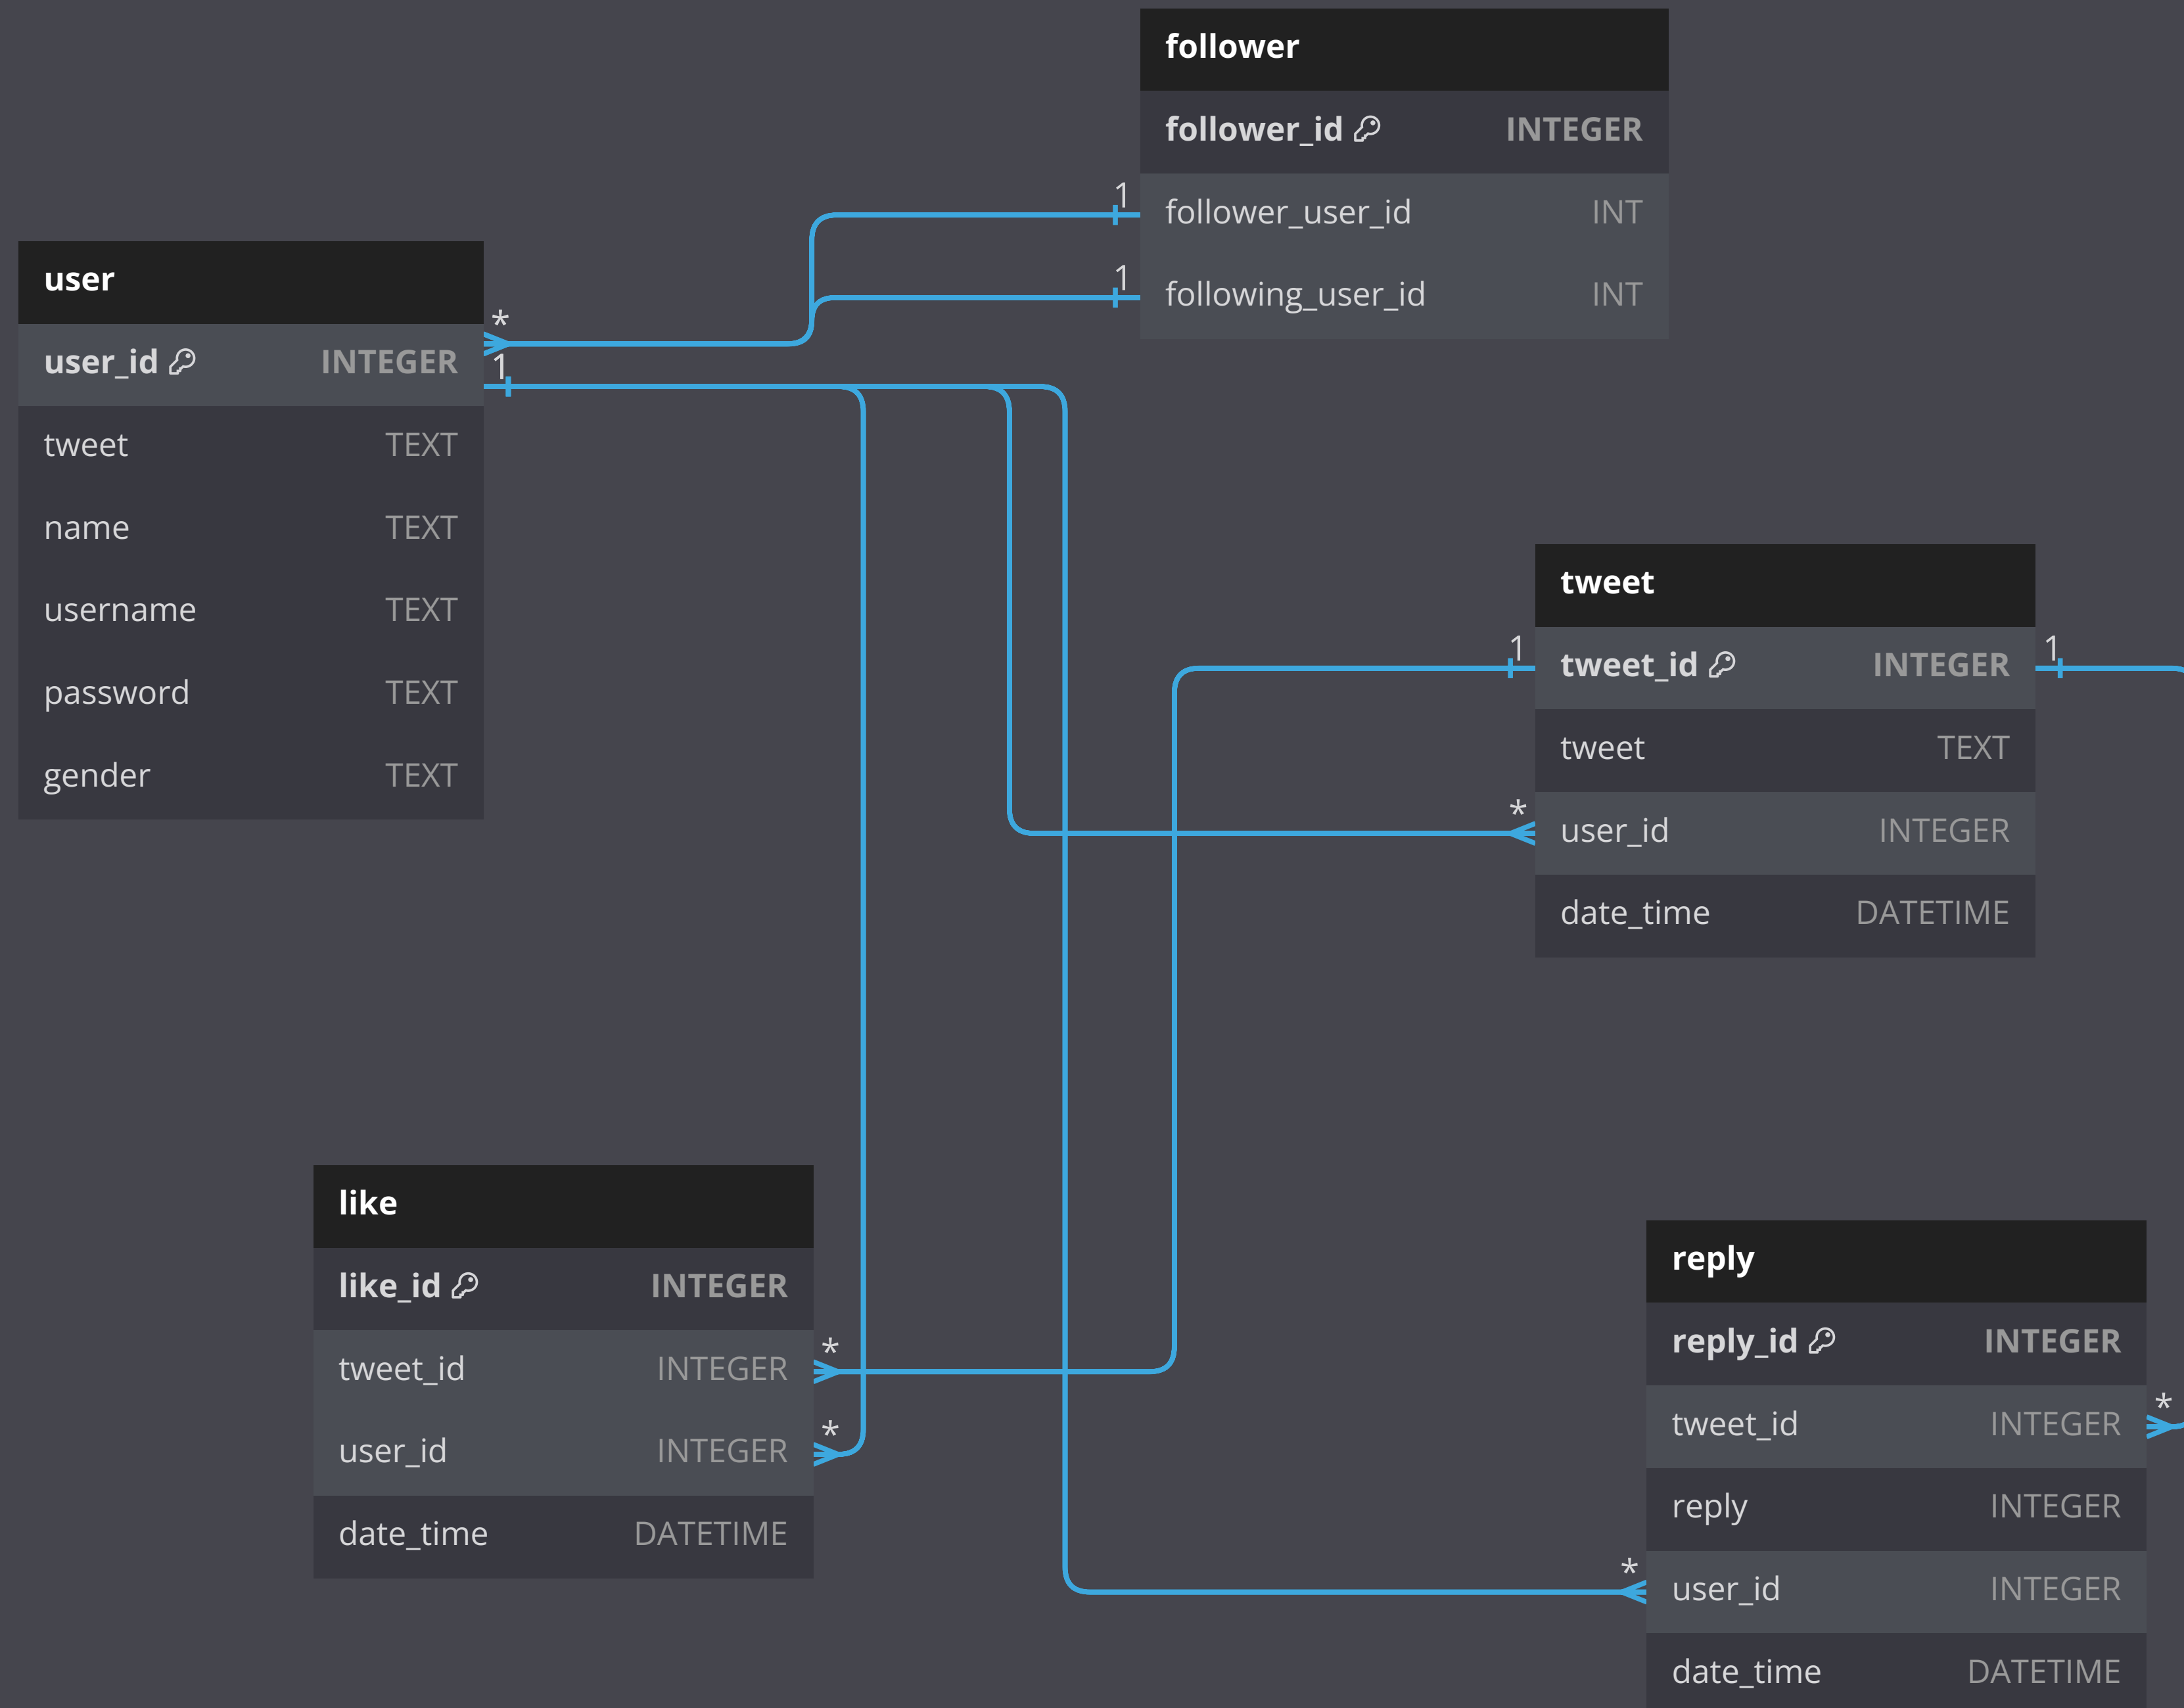 follower
follower_id INTEGER
1
follower_user_id INT
1
following_user_id INT
user
*
user_id INTEGER
1
tweet TEXT
name TEXT
username TEXT
password TEXT
gender TEXT
tweet
1
tweet_id INTEGER
1
tweet TEXT
*
user_id INTEGER
date_time DATETIME
like
like_id INTEGER
*
tweet_id INTEGER
*
user_id INTEGER
date_time DATETIME
reply
reply_id INTEGER
*
tweet_id INTEGER
reply INTEGER
*
user_id INTEGER
date_time DATETIME